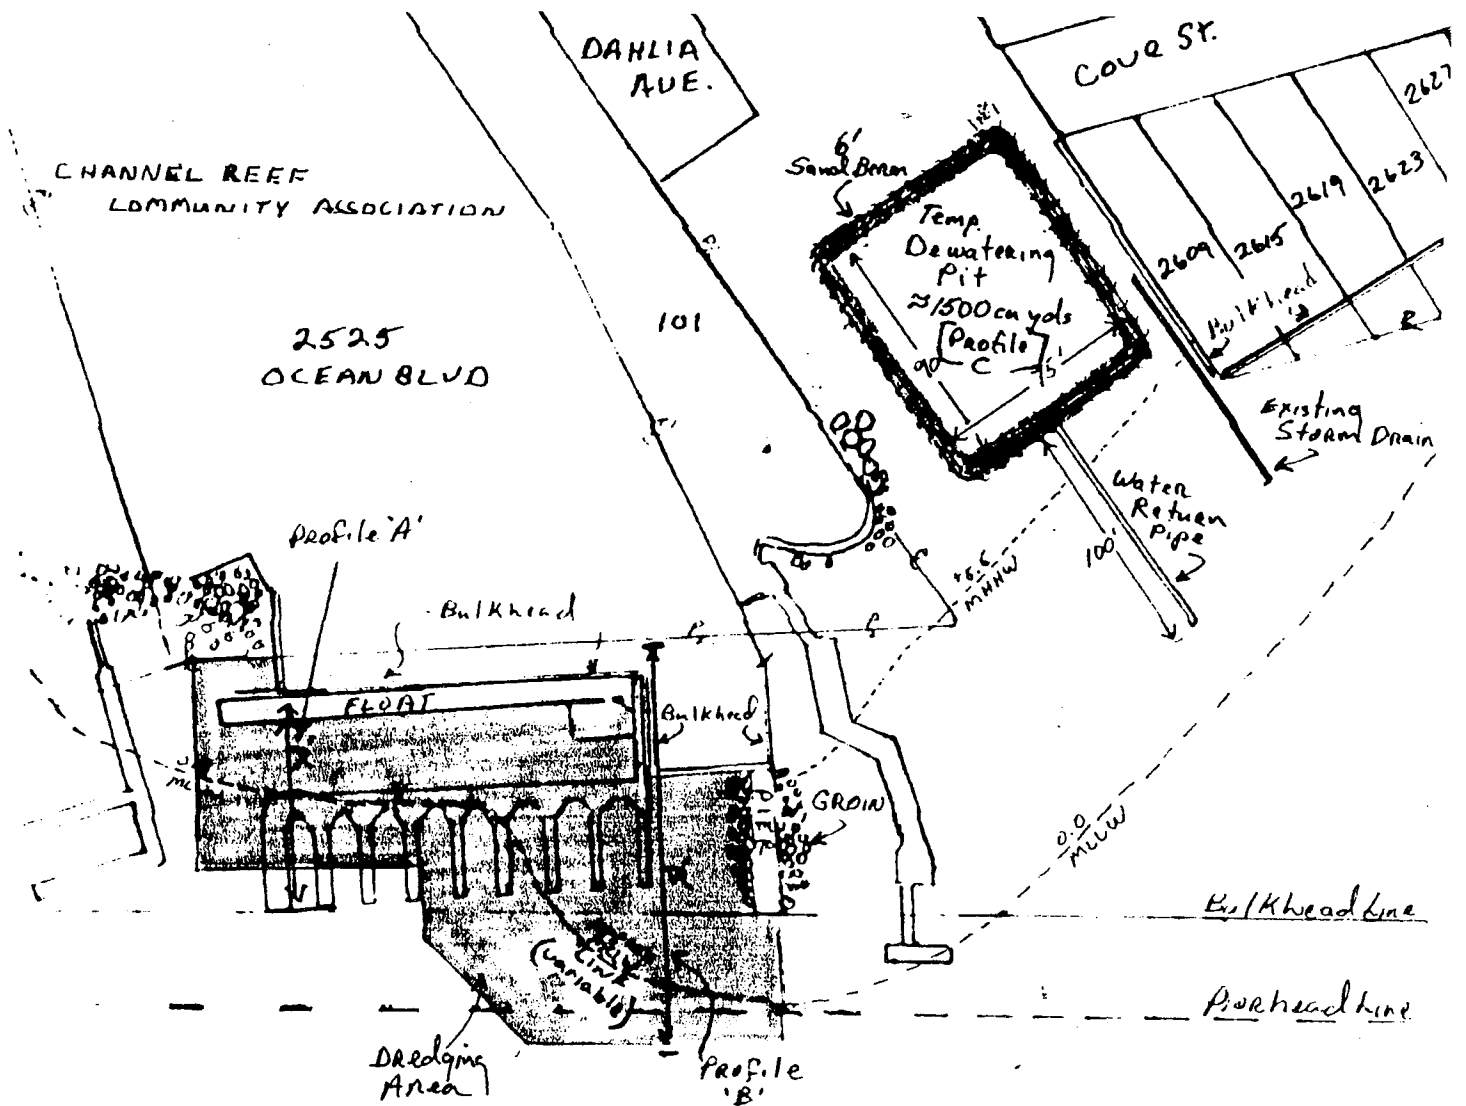 DAHLIA
AVE.
Cove St.
2627
2623
2619
2615
2609
CHANNEL REEF
COMMUNITY ASSOCIATION
6'
Sand Berm
Temp.
Dewatering
Pit
≈1500 cu yds
[Profile]
C
90
75'
Bulkhead
101
2525
OCEAN BLVD
Existing
Storm Drain
Water
Return
Pipe
100'
Profile 'A'
+5.6
MHHW
Bulkhead
FLOAT
Bulkhead
PIER
GROIN
0.0
MLLW
Bulkhead Line
LINE
(variable)
Pierhead Line
Dredging
Area
Profile
'B'